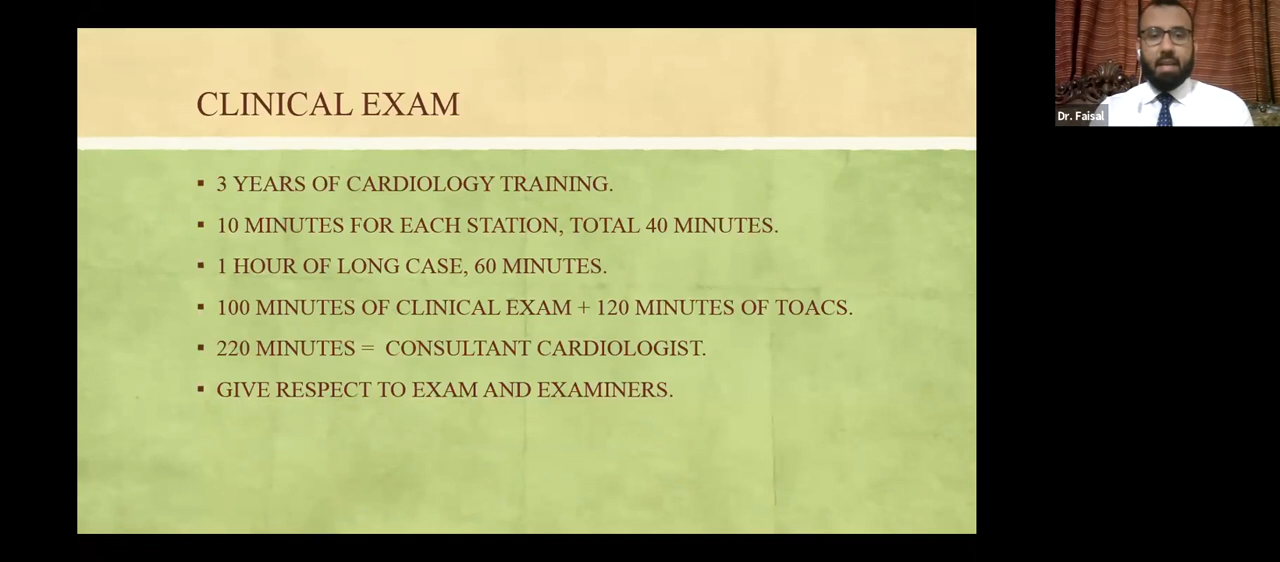 CLINICAL EXAM
▪ 3 YEARS OF CARDIOLOGY TRAINING.
▪ 10 MINUTES FOR EACH STATION, TOTAL 40 MINUTES.
▪ 1 HOUR OF LONG CASE, 60 MINUTES.
▪ 100 MINUTES OF CLINICAL EXAM + 120 MINUTES OF TOACS.
▪ 220 MINUTES = CONSULTANT CARDIOLOGIST.
▪ GIVE RESPECT TO EXAM AND EXAMINERS.
Dr. Faisal